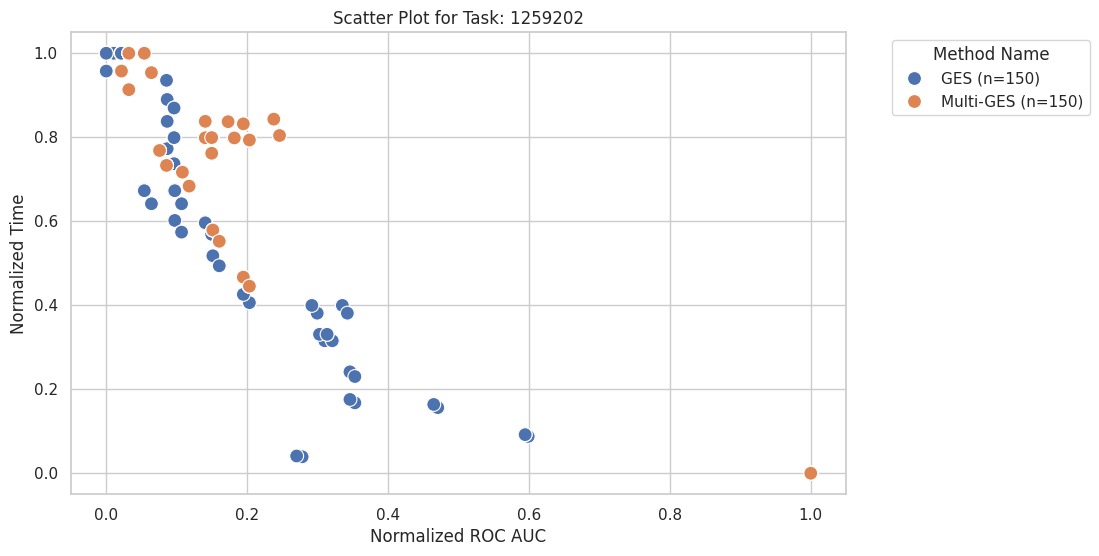 Scatter Plot for Task: 1259202
Normalized Time
1.0
0.8
0.6
0.4
0.2
0.0
0.0 0.2 0.4 0.6 0.8 1.0
Normalized ROC AUC
Method Name
GES (n=150)
Multi-GES (n=150)